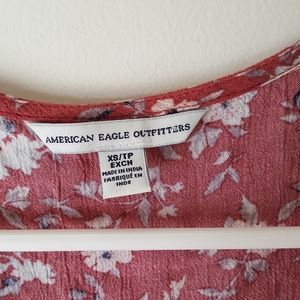 AMERICAN EAGLE OUTFITTERS
XS/TP
EXCH
MADE IN INDIA
FABRIQUÉ EN
INDE